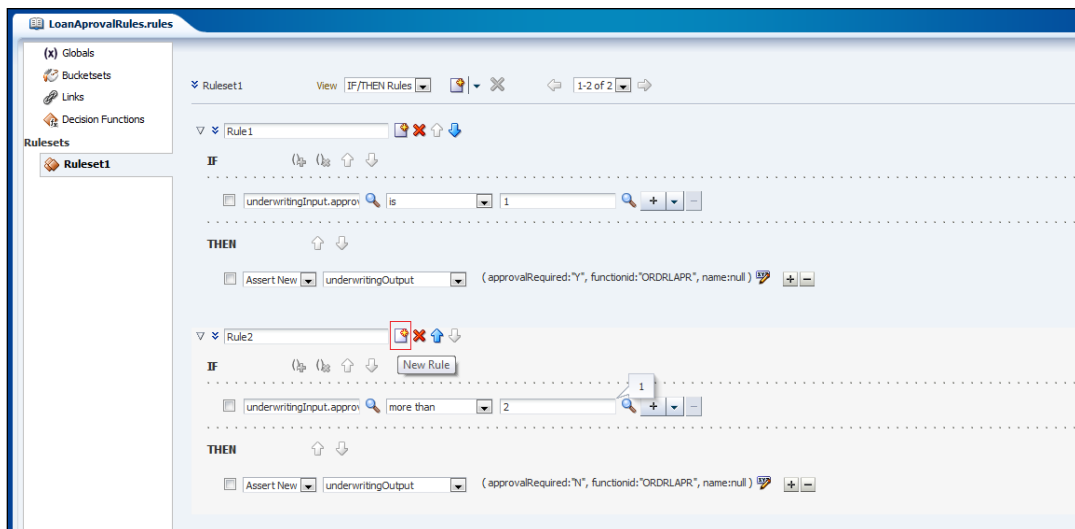 LoanAprovalRules.rules
(x) Globals
Bucketsets
Links
Decision Functions
Rulesets
Ruleset1
Ruleset1 View IF/THEN Rules 1-2 of 2
Rule1
IF
underwritingInput.approv is 1
THEN
Assert New underwritingOutput ( approvalRequired:"Y", functionid:"ORDRLAPR", name:null )
Rule2
New Rule
IF
1
underwritingInput.approv more than 2
THEN
Assert New underwritingOutput ( approvalRequired:"N", functionid:"ORDRLAPR", name:null )